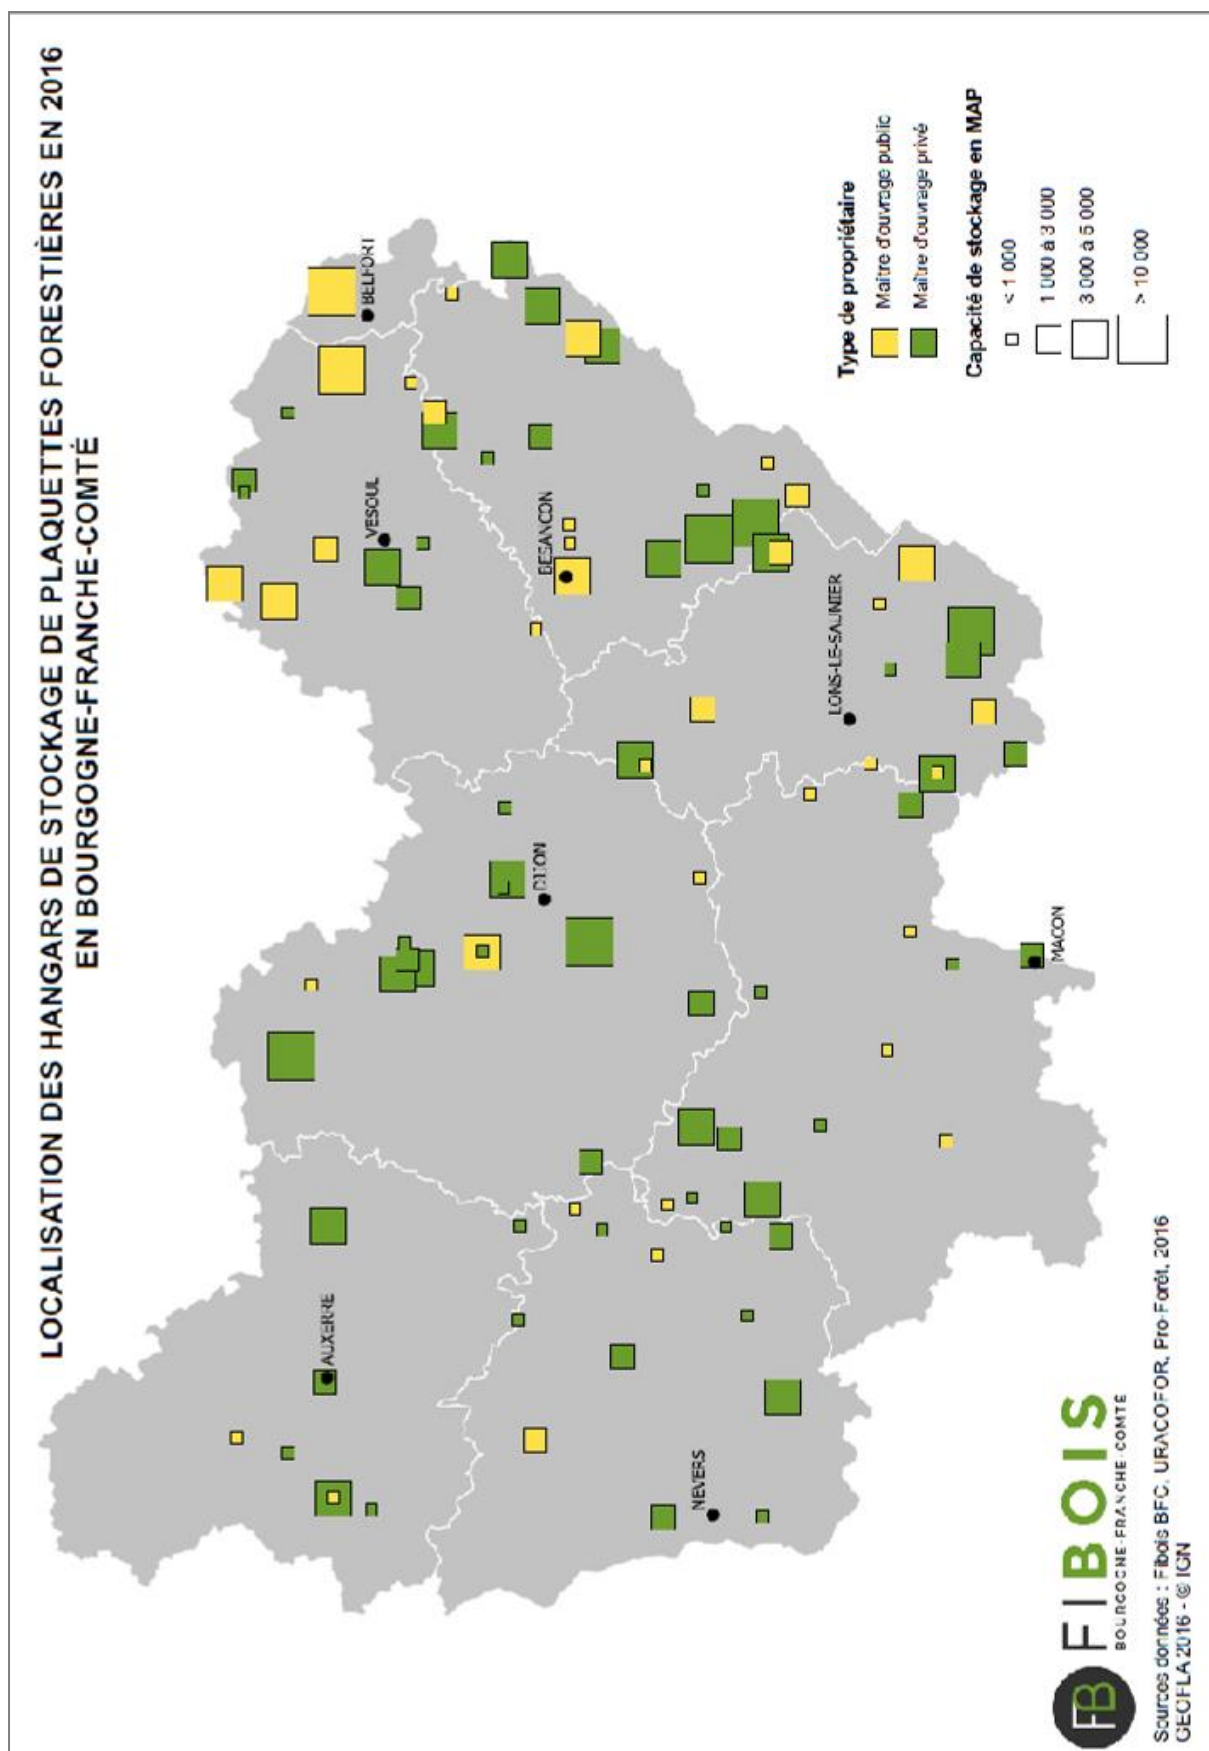 LOCALISATION DES HANGARS DE STOCKAGE DE PLAQUETTES FORESTIÈRES EN 2016
EN BOURGOGNE-FRANCHE-COMTÉ
BELFORT
VESOUL
BESANCON
DIJON
AUXERRE
LONS-LE-SAUNIER
NEVERS
MACON
Type de propriétaire
Maitre d'ouvrage public
Maître d'ouvrage privé
Capacité de stockage en MAP
< 1 000
1 000 à 3 000
3 000 à 5 000
> 10 000
FB FIBOIS
BOURGOGNE-FRANCHE-COMTÉ
Sources données : Fibois BFC, URACOFOR, Pro-Forêt, 2016
GEOFLA 2016 - © IGN